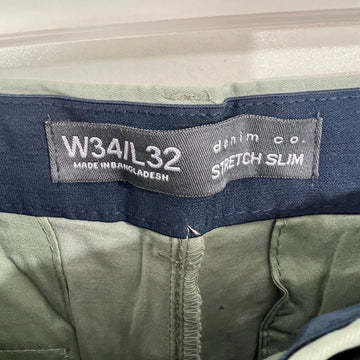 W34/L32
MADE IN BANGLADESH
denim co.
STRETCH SLIM